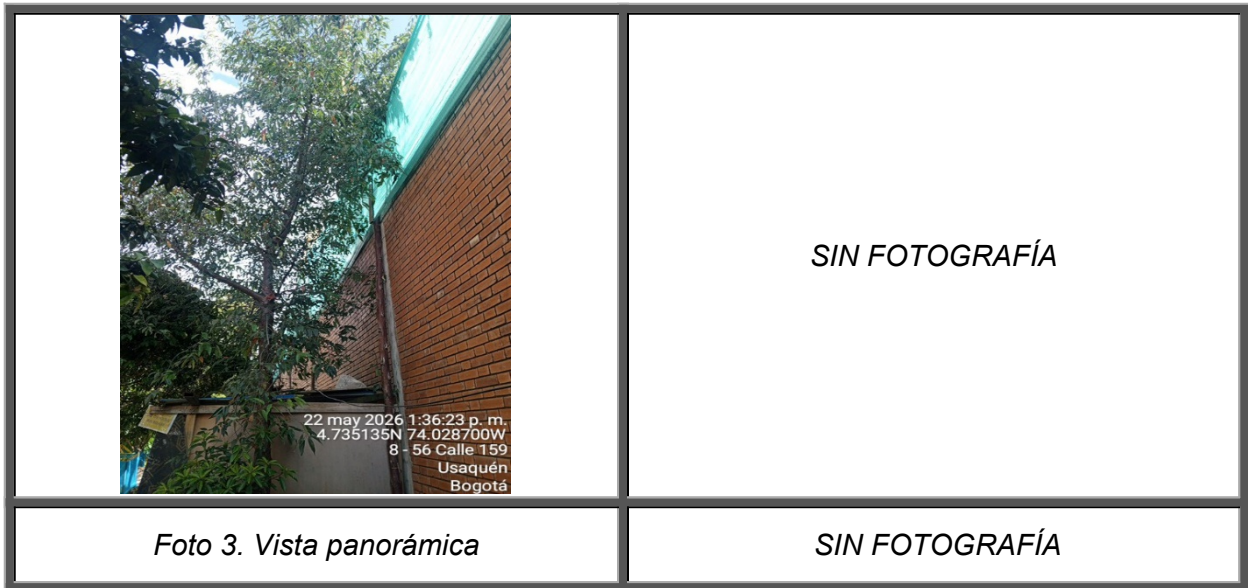 22 may 2026 1:36:23 p. m.
4.735135N 74.028700W
8 - 56 Calle 159
Usaquén
Bogotá
SIN FOTOGRAFÍA
Foto 3. Vista panorámica
SIN FOTOGRAFÍA